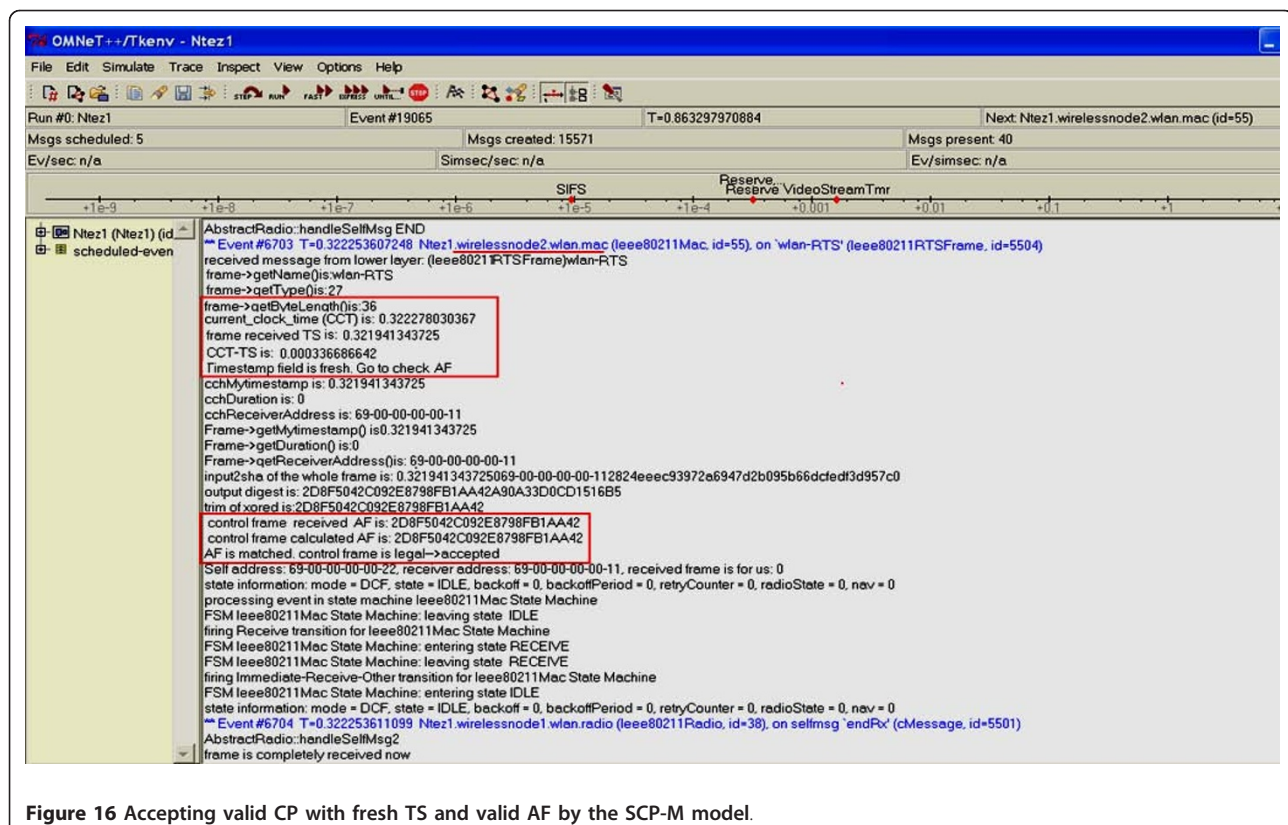 OMNeT++/Tkenv - Ntez1
File Edit Simulate Trace Inspect View Options Help
STEP RUN FAST EXPRESS UNTIL STOP
Run #0: Ntez1 Event #19065 T=0.863297970884 Next: Ntez1.wirelessnode2.wlan.mac (id=55)
Msgs scheduled: 5 Msgs created: 15571 Msgs present: 40
Ev/sec: n/a Simsec/sec: n/a Ev/simsec: n/a
Reserve...
SIFS Reserve VideoStreamTmr
+1e-9 +1e-8 +1e-7 +1e-6 +1e-5 +1e-4 +0.001 +0.01 +0.1 +1
Ntez1 (Ntez1) (id
scheduled-even
AbstractRadio::handleSelfMsg END
** Event #6703 T=0.322253607248 Ntez1.wirelessnode2.wlan.mac (Ieee80211Mac, id=55), on `wlan-RTS' (Ieee80211RTSFrame, id=5504)
received message from lower layer: (Ieee80211RTSFrame)wlan-RTS
frame->getName()is:wlan-RTS
frame->getType()is:27
frame->getByteLength()is:36
current_clock_time (CCT) is: 0.322278030367
frame received TS is: 0.321941343725
CCT-TS is: 0.000336686642
Timestamp field is fresh. Go to check AF
cchMytimestamp is: 0.321941343725
cchDuration is: 0
cchReceiverAddress is: 69-00-00-00-00-11
Frame->getMytimestamp() is0.321941343725
Frame->getDuration() is:0
Frame->getReceiverAddress()is: 69-00-00-00-00-11
input2sha of the whole frame is: 0.321941343725069-00-00-00-00-112824eeec93972a6947d2b095b66dcfedf3d957c0
output digest is: 2D8F5042C092E8798FB1AA42A90A33D0CD1516B5
trim of xored is:2D8F5042C092E8798FB1AA42
control frame received AF is: 2D8F5042C092E8798FB1AA42
control frame calculated AF is: 2D8F5042C092E8798FB1AA42
AF is matched. control frame is legal-->accepted
Self address: 69-00-00-00-00-22, receiver address: 69-00-00-00-00-11, received frame is for us: 0
state information: mode = DCF, state = IDLE, backoff = 0, backoffPeriod = 0, retryCounter = 0, radioState = 0, nav = 0
processing event in state machine Ieee80211Mac State Machine
FSM Ieee80211Mac State Machine: leaving state IDLE
firing Receive transition for Ieee80211Mac State Machine
FSM Ieee80211Mac State Machine: entering state RECEIVE
FSM Ieee80211Mac State Machine: leaving state RECEIVE
firing Immediate-Receive-Other transition for Ieee80211Mac State Machine
FSM Ieee80211Mac State Machine: entering state IDLE
state information: mode = DCF, state = IDLE, backoff = 0, backoffPeriod = 0, retryCounter = 0, radioState = 0, nav = 0
** Event #6704 T=0.322253611099 Ntez1.wirelessnode1.wlan.radio (Ieee80211Radio, id=38), on selfmsg `endRx' (cMessage, id=5501)
AbstractRadio::handleSelfMsg2
frame is completely received now
Figure 16 Accepting valid CP with fresh TS and valid AF by the SCP-M model.